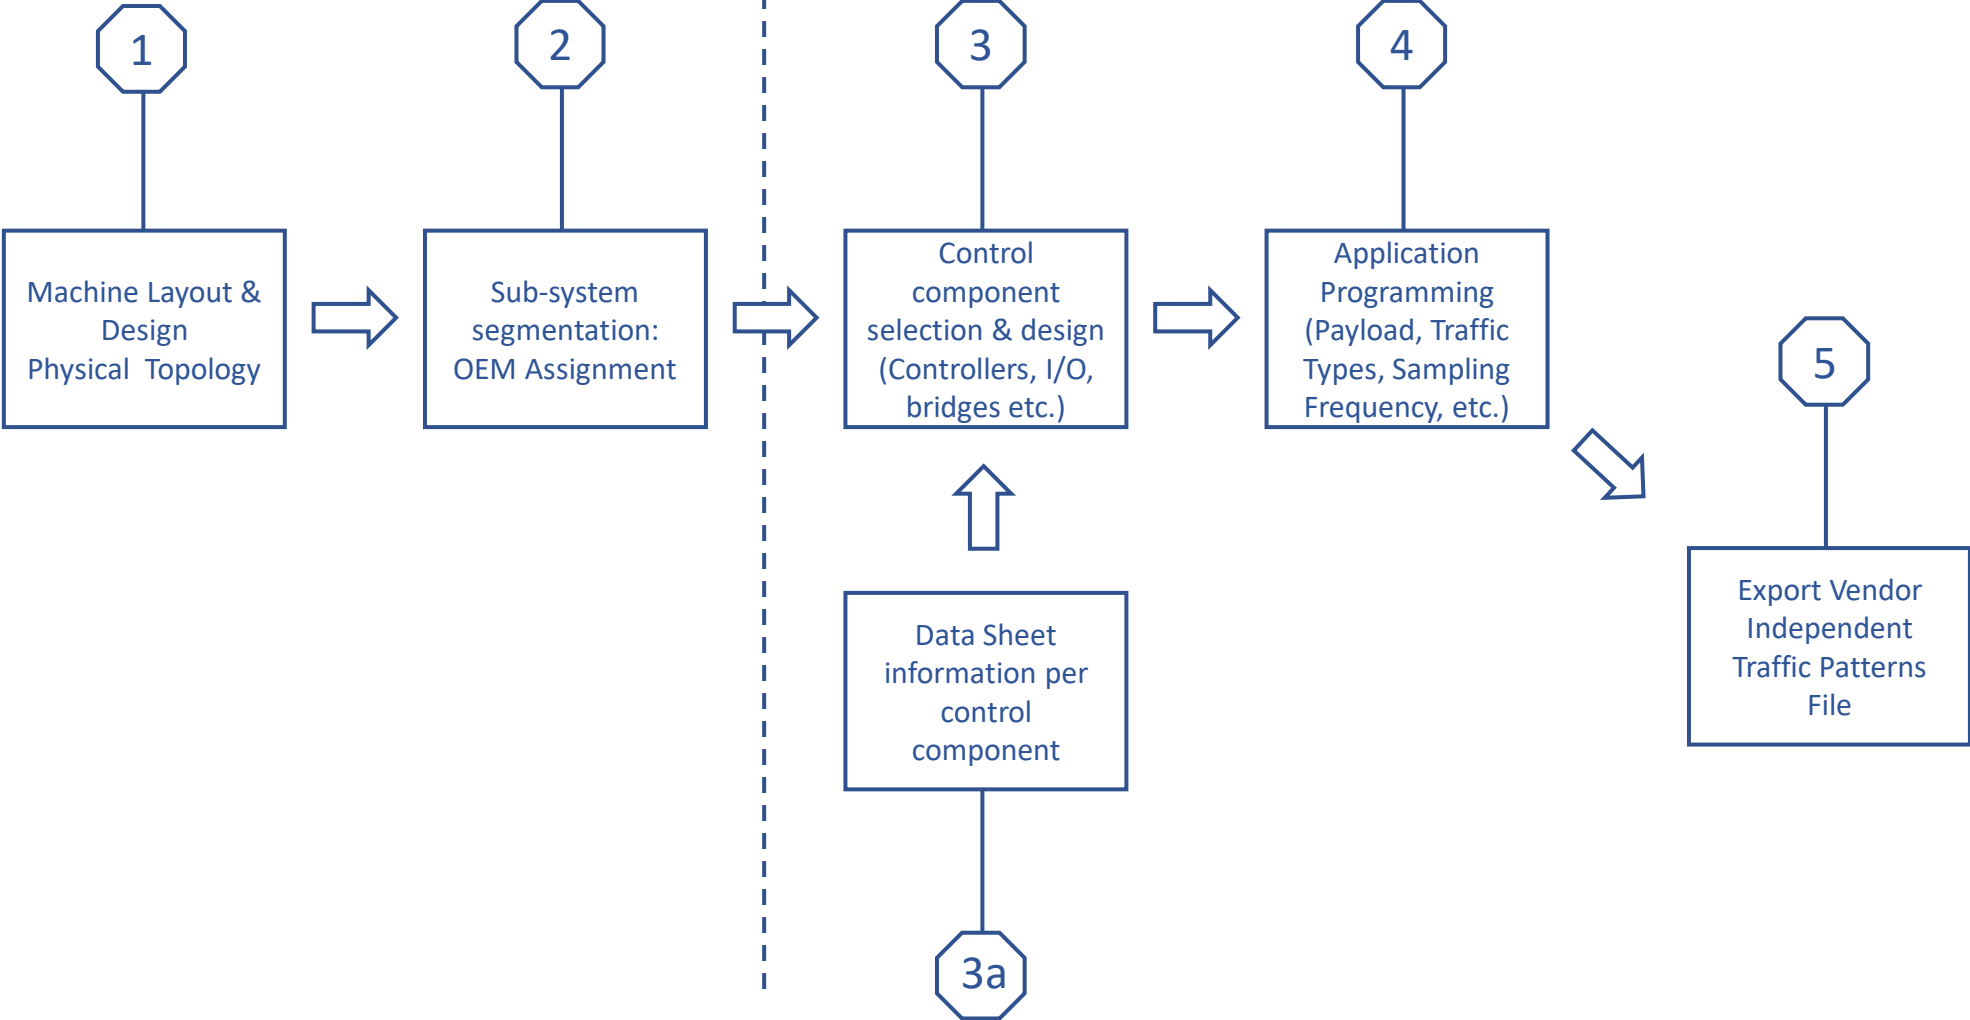 1
2
3
4
Machine Layout &
Design
Physical  Topology
Sub-system
segmentation:
OEM Assignment
Control
component
selection & design
(Controllers, I/O,
bridges etc.)
Application
Programming
(Payload, Traffic
Types, Sampling
Frequency, etc.)
5
Data Sheet
information per
control
component
3a
Export Vendor
Independent
Traffic Patterns
File